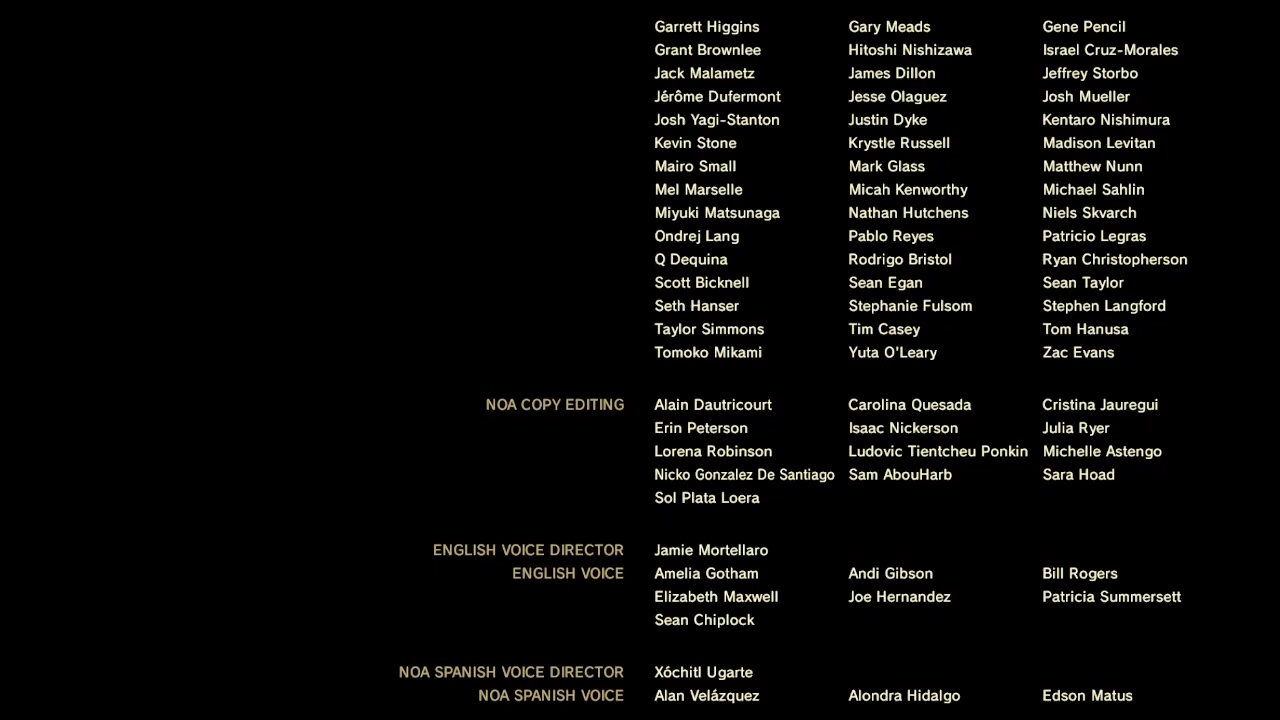 Garrett Higgins Gary Meads Gene Pencil
Grant Brownlee Hitoshi Nishizawa Israel Cruz-Morales
Jack Malametz James Dillon Jeffrey Storbo
Jérôme Dufermont Jesse Olaguez Josh Mueller
Josh Yagi-Stanton Justin Dyke Kentaro Nishimura
Kevin Stone Krystle Russell Madison Levitan
Mairo Small Mark Glass Matthew Nunn
Mel Marselle Micah Kenworthy Michael Sahlin
Miyuki Matsunaga Nathan Hutchens Niels Skvarch
Ondrej Lang Pablo Reyes Patricio Legras
Q Dequina Rodrigo Bristol Ryan Christopherson
Scott Bicknell Sean Egan Sean Taylor
Seth Hanser Stephanie Fulsom Stephen Langford
Taylor Simmons Tim Casey Tom Hanusa
Tomoko Mikami Yuta O'Leary Zac Evans
NOA COPY EDITING Alain Dautricourt Carolina Quesada Cristina Jauregui
Erin Peterson Isaac Nickerson Julia Ryer
Lorena Robinson Ludovic Tientcheu Ponkin Michelle Astengo
Nicko Gonzalez De Santiago Sam AbouHarb Sara Hoad
Sol Plata Loera
ENGLISH VOICE DIRECTOR Jamie Mortellaro
ENGLISH VOICE Amelia Gotham Andi Gibson Bill Rogers
Elizabeth Maxwell Joe Hernandez Patricia Summersett
Sean Chiplock
NOA SPANISH VOICE DIRECTOR Xóchitl Ugarte
NOA SPANISH VOICE Alan Velázquez Alondra Hidalgo Edson Matus